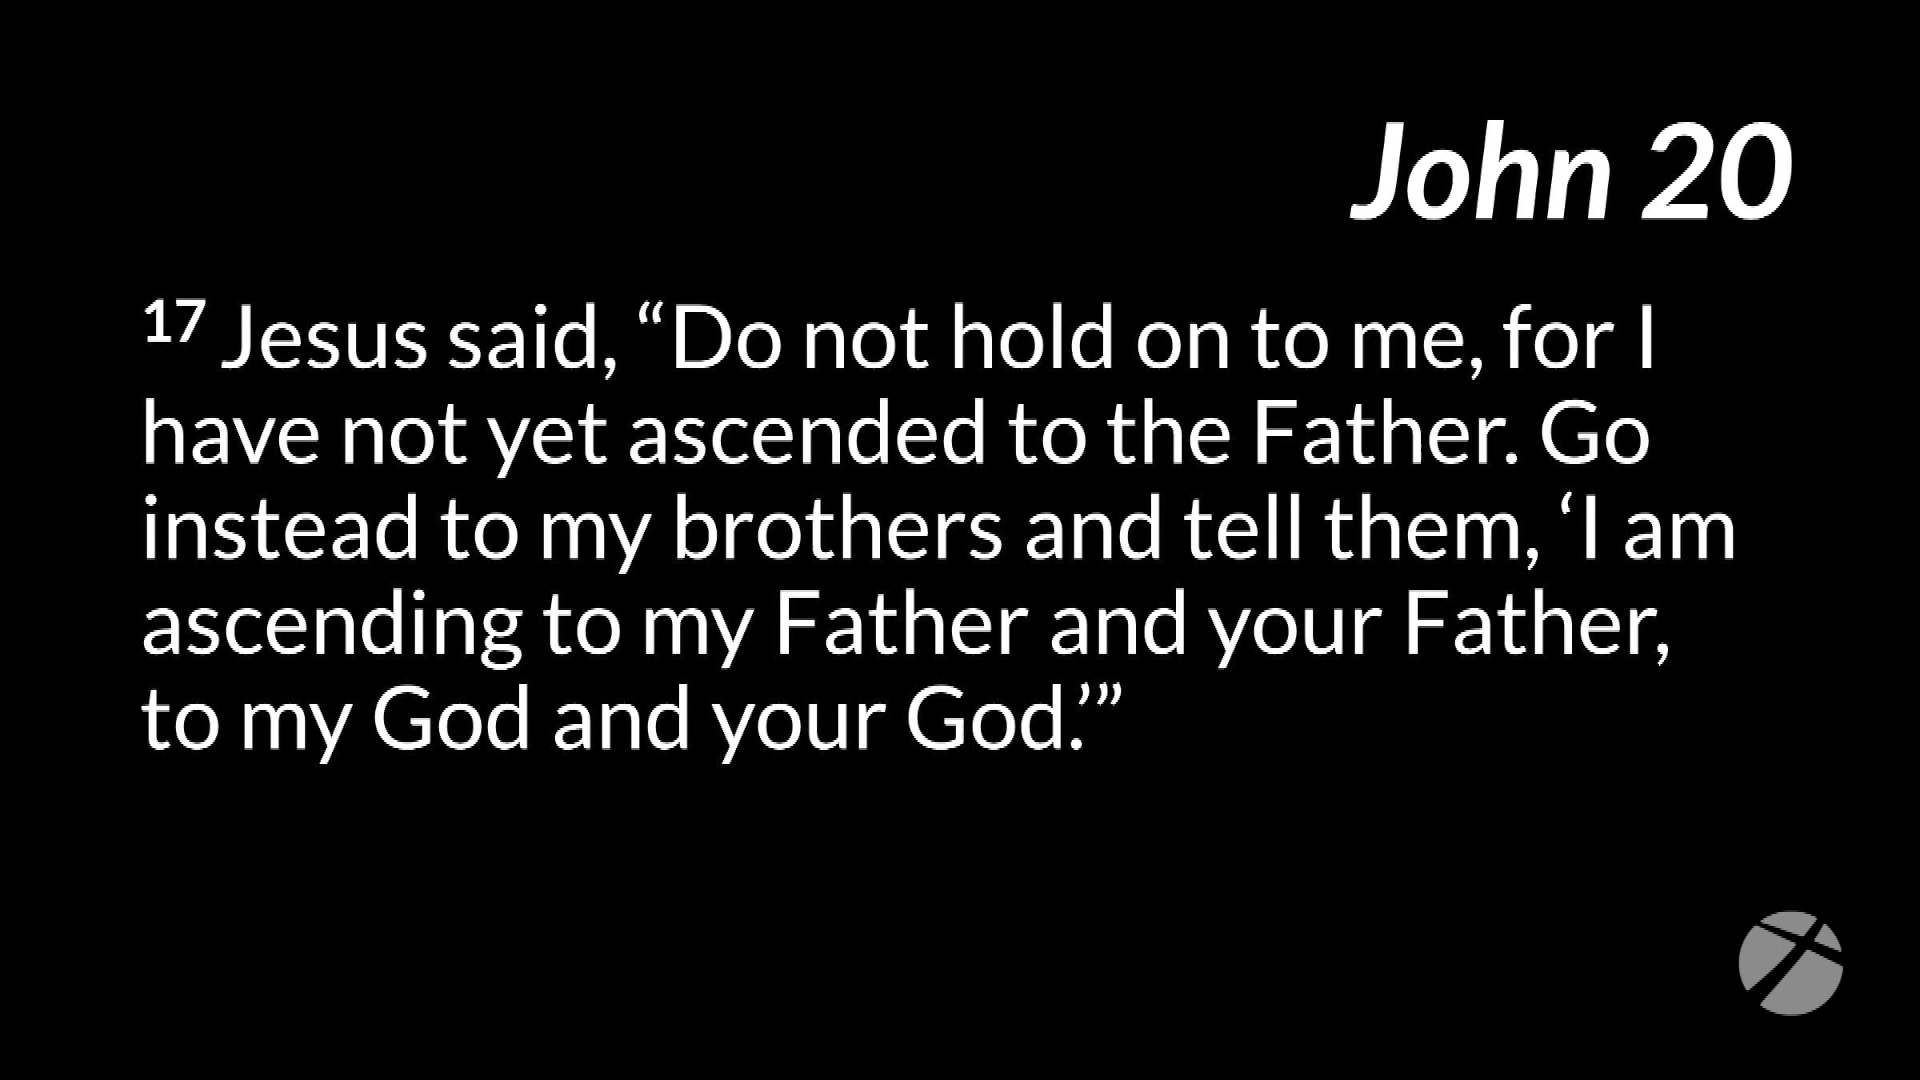 John 20
17 Jesus said, “Do not hold on to me, for I
have not yet ascended to the Father. Go
instead to my brothers and tell them, ‘I am
ascending to my Father and your Father,
to my God and your God.’”